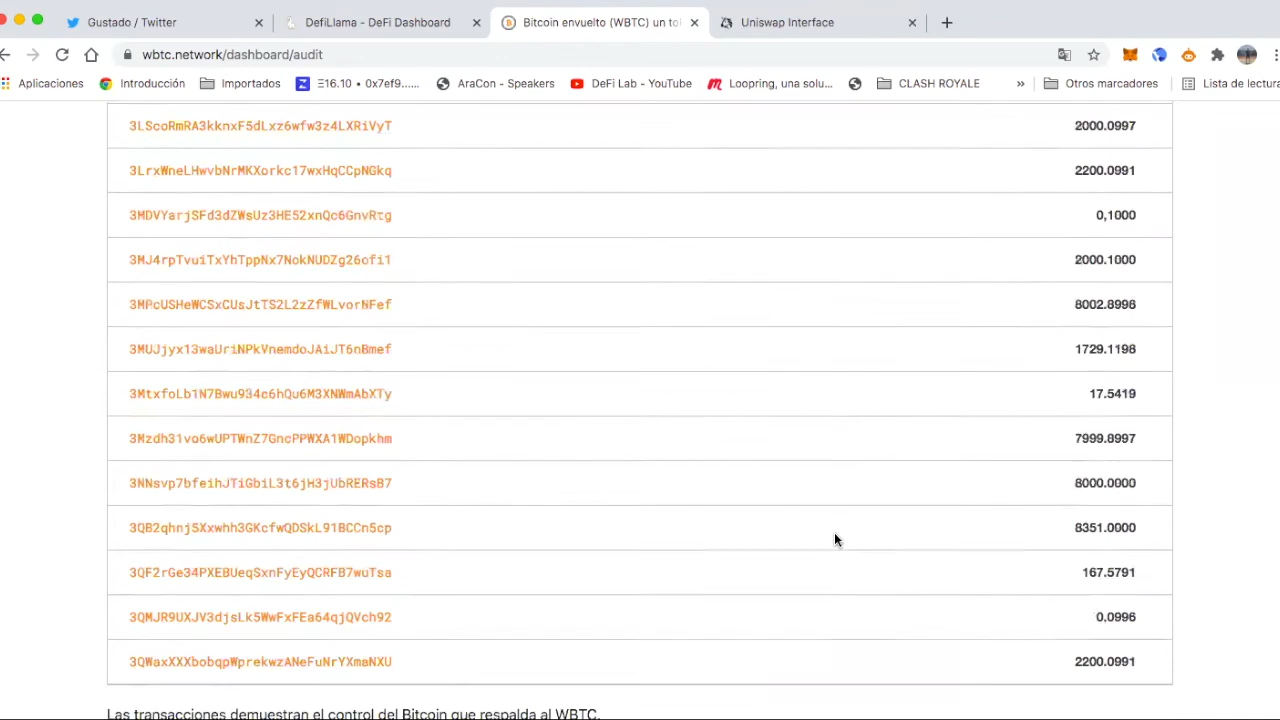 Gustado / Twitter
DefiLlama - DeFi Dashboard
Bitcoin envuelto (WBTC) un tol
Uniswap Interface
wbtc.network/dashboard/audit
Aplicaciones
Introducción
Importados
Ξ16.10 • 0x7ef9......
AraCon - Speakers
DeFi Lab - YouTube
Loopring, una solu...
CLASH ROYALE
»
Otros marcadores
Lista de lectura
3LScoRmRA3kknxF5dLxz6wfw3z4LXRiVyT 2000.0997
3LrxWneLHwvbNrMKXorkc17wxHqCCpNGkq 2200.0991
3MDVYarjSFd3dZWsUz3HE52xnQc6GnvRtg 0,1000
3MJ4rpTvuiTxYhTppNx7NokNUDZg26ofi1 2000.1000
3MPcUSHeWCSxCUsJtTS2L2zZfWLvorNFef 8002.8998
3MUJjyx13waUriNPkVnemdoJAiJT6nBmef 1729.1198
3MtxfoLb1N7Bwu934c6hQu6M3XNWmAbXTy 17.5419
3Mzdh31vo6wUPTWnZ7GncPPWXA1WDopkhm 7999.8997
3NNsvp7bfeihJTiGbiL3t6jH3jUbRERsB7 8000.0000
3QB2qhnj5Xxwhh3GKcfwQDSkL91BCCn5cp 8351.0000
3QF2rGe34PXEBUeqSxnFyEyQCRFB7wuTsa 167.5791
3QMJR9UXJV3djsLk5WwFxFEa64qjQVch92 0,0996
3QWaxXXXbobqpWprekwzANeFuNrYXmaNXU 2200.0991
Las transacciones demuestran el control del Bitcoin que respalda al WBTC.